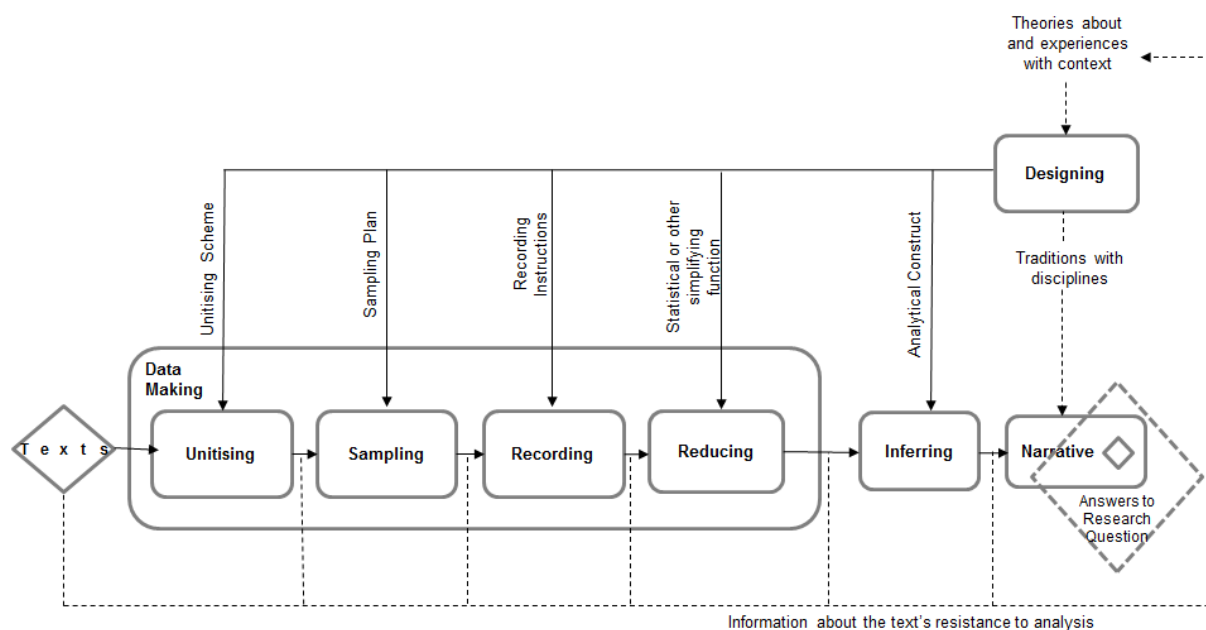 Theories about
and experiences
with context
Designing
Unitising Scheme
Sampling Plan
Recording
Instructions
Statistical or other
simplifying
function
Analytical Construct
Traditions with
disciplines
Data
Making
Texts
Unitising
Sampling
Recording
Reducing
Inferring
Narrative
Answers to
Research
Question
Information about the text's resistance to analysis